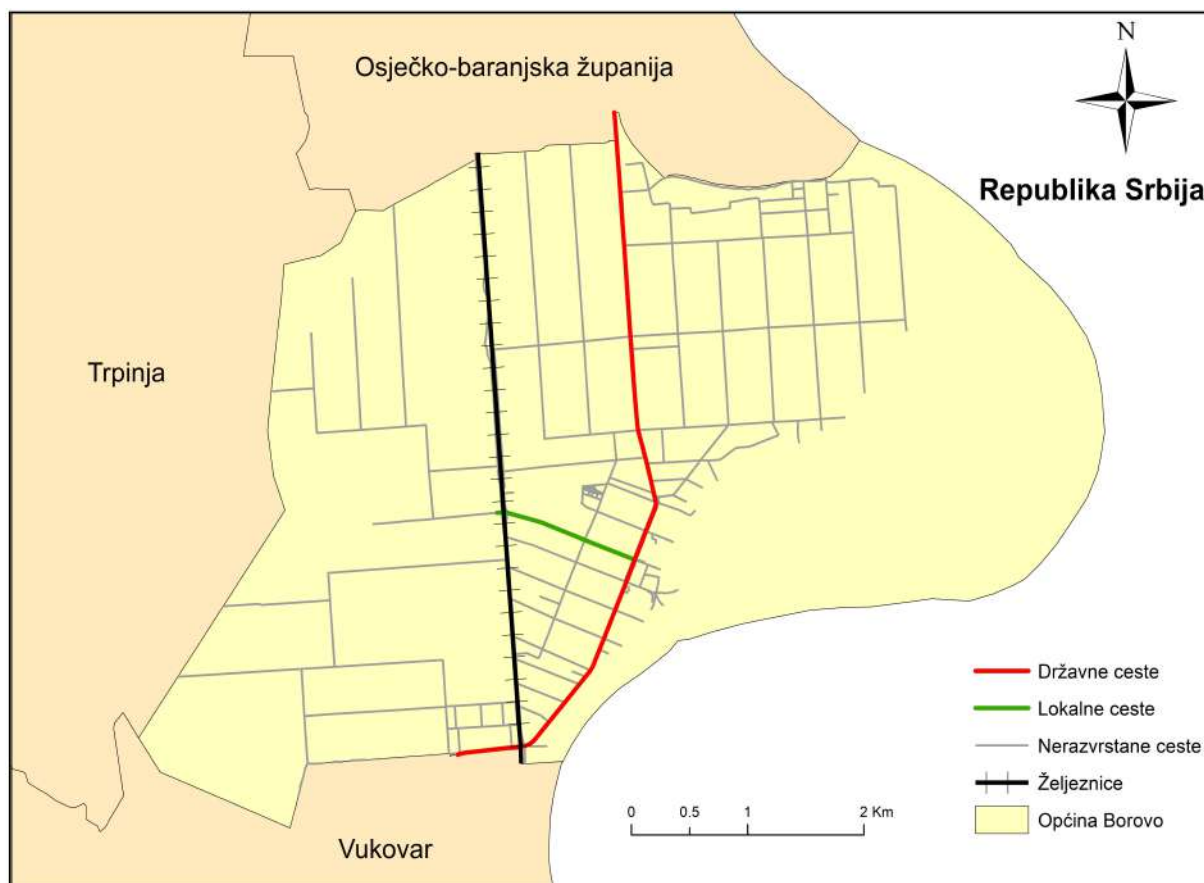 Osječko-baranjska županija
N
Republika Srbija
Trpinja
Državne ceste
Lokalne ceste
Nerazvrstane ceste
Željeznice
Općina Borovo
0 0.5 1 2 Km
Vukovar